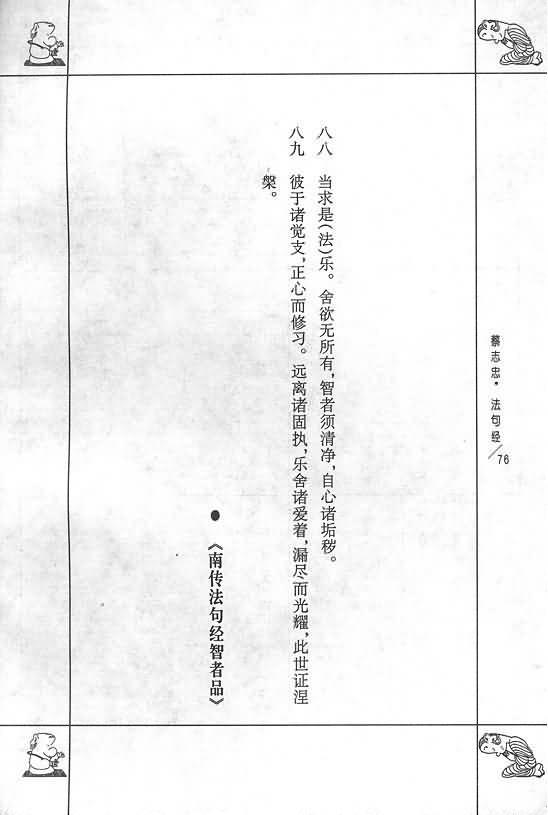 八八　当求是(法)乐。舍欲无所有，智者须清净，自心诸垢秽。
八九　彼于诸觉支，正心而修习。远离诸固执，乐舍诸爱着，漏尽而光耀，此世证涅
槃。
●《南传法句经智者品》
蔡志忠•法句经/76